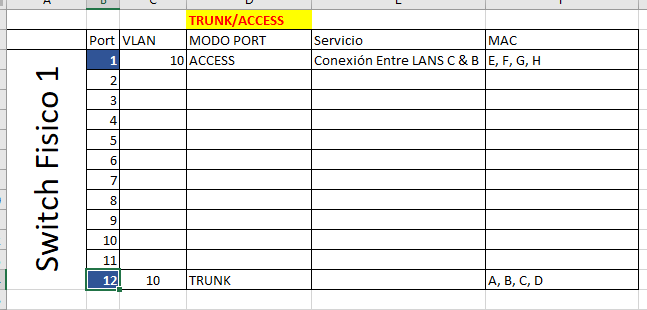 A B C D E F
TRUNK/ACCESS
Port VLAN MODO PORT Servicio MAC
Switch Fisico 1
1 10 ACCESS Conexión Entre LANS C & B E, F, G, H
2
3
4
5
6
7
8
9
10
11
12 10 TRUNK A, B, C, D